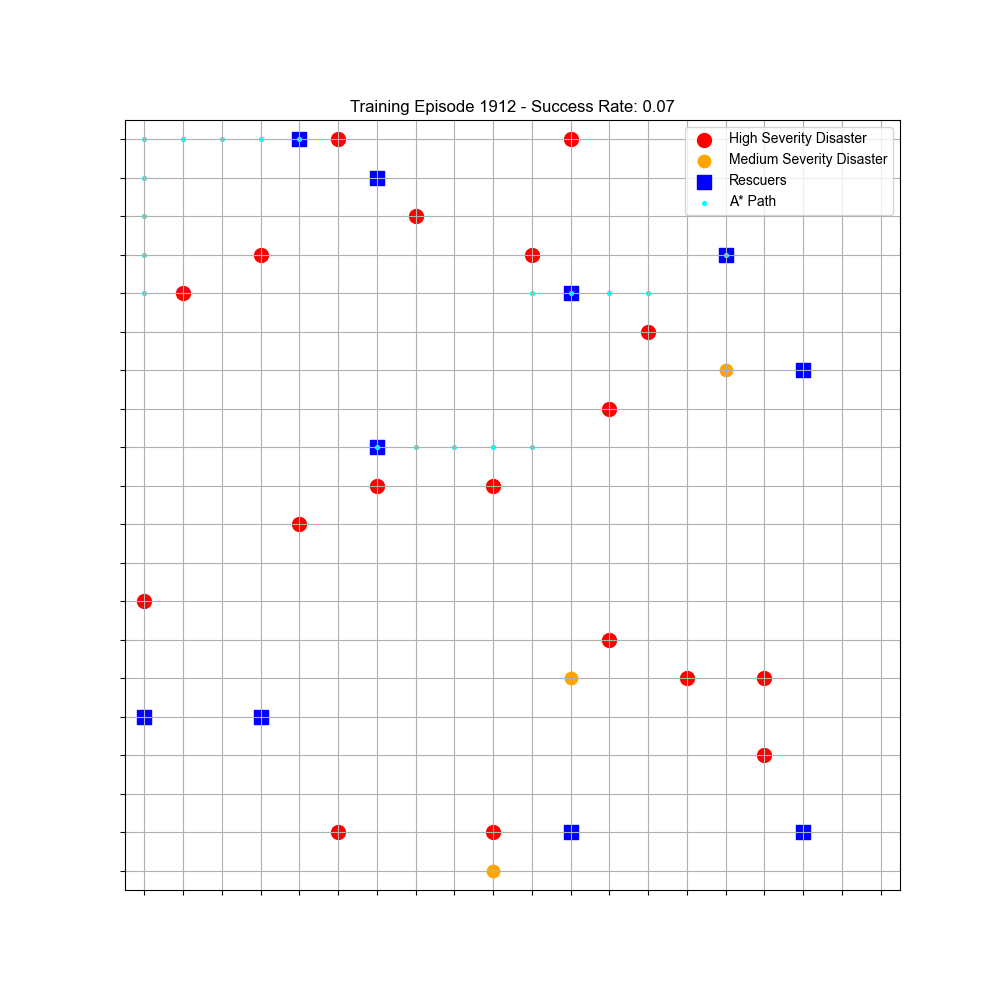 Training Episode 1912 - Success Rate: 0.07
High Severity Disaster
Medium Severity Disaster
Rescuers
A* Path